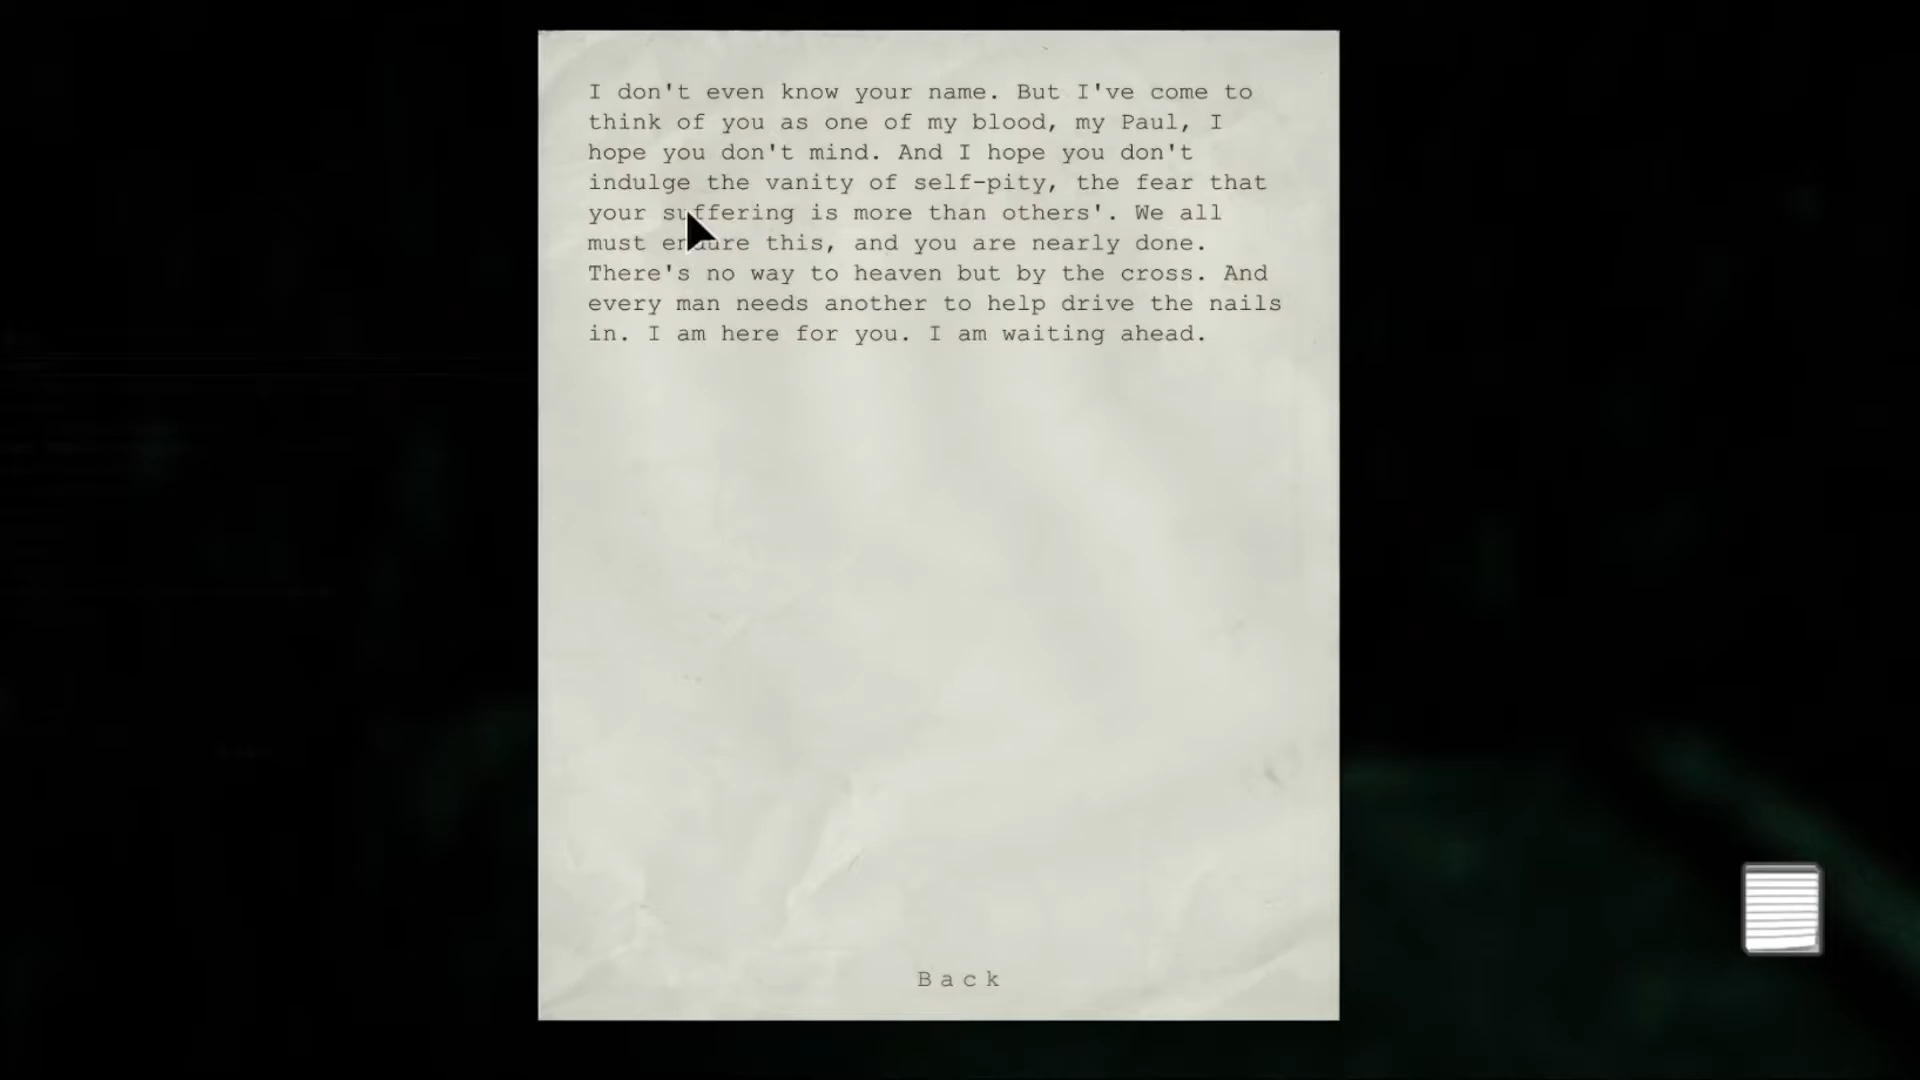 I don't even know your name. But I've come to
think of you as one of my blood, my Paul, I
hope you don't mind. And I hope you don't
indulge the vanity of self-pity, the fear that
your suffering is more than others'. We all
must endure this, and you are nearly done.
There's no way to heaven but by the cross. And
every man needs another to help drive the nails
in. I am here for you. I am waiting ahead.
Back